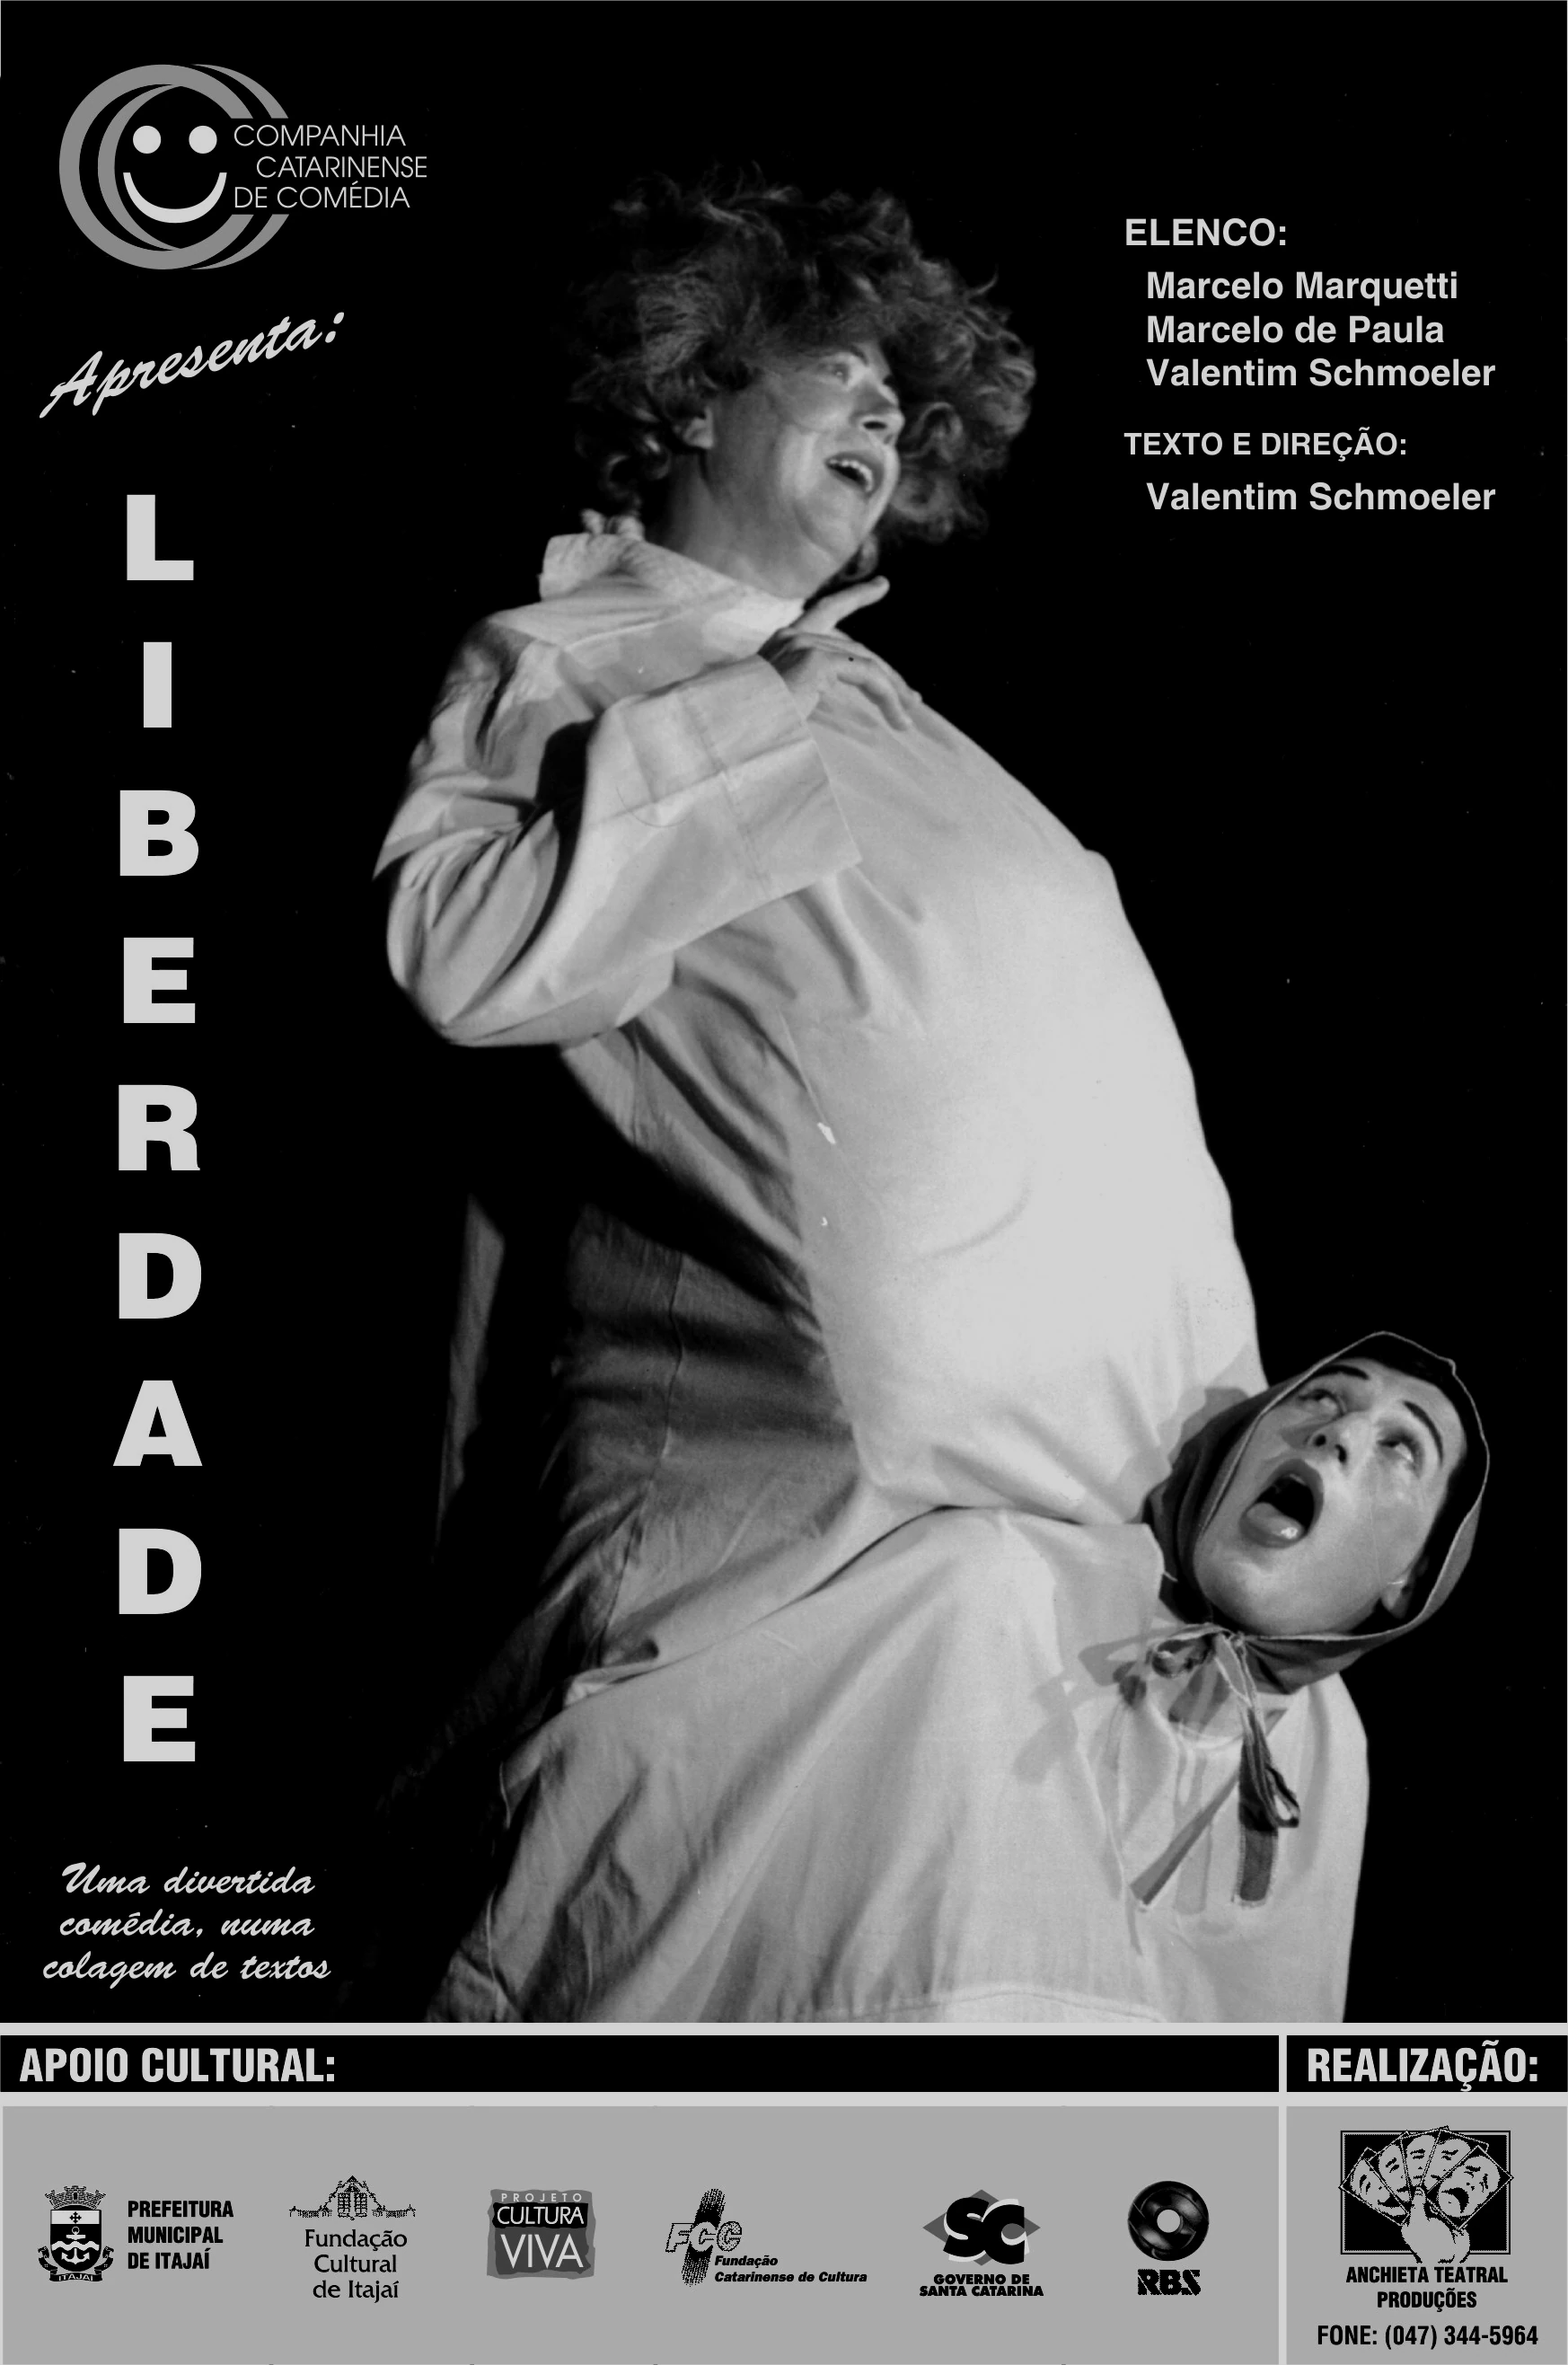 COMPANHIA
CATARINENSE
DE COMÉDIA
Apresenta:
LIBERDADE
ELENCO:
Marcelo Marquetti
Marcelo de Paula
Valentim Schmoeler
TEXTO E DIREÇÃO:
Valentim Schmoeler
Uma divertida
comédia, numa
colagem de textos
APOIO CULTURAL:
PREFEITURA
MUNICIPAL
DE ITAJAÍ
ITAJAÍ
Fundação
Cultural
de Itajaí
PROJETO
CULTURA
VIVA
FCC
Fundação
Catarinense de Cultura
SC
GOVERNO DE
SANTA CATARINA
RBS
REALIZAÇÃO:
ANCHIETA TEATRAL
PRODUÇÕES
FONE: (047) 344-5964